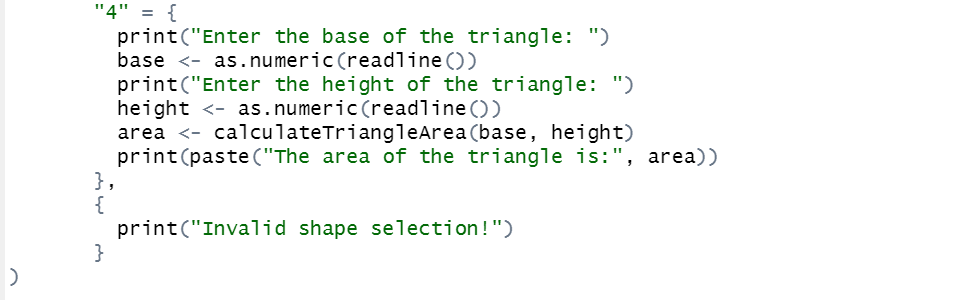 "4" = {
print("Enter the base of the triangle: ")
base <- as.numeric(readline())
print("Enter the height of the triangle: ")
height <- as.numeric(readline())
area <- calculateTriangleArea(base, height)
print(paste("The area of the triangle is:", area))
},
{
print("Invalid shape selection!")
}
)